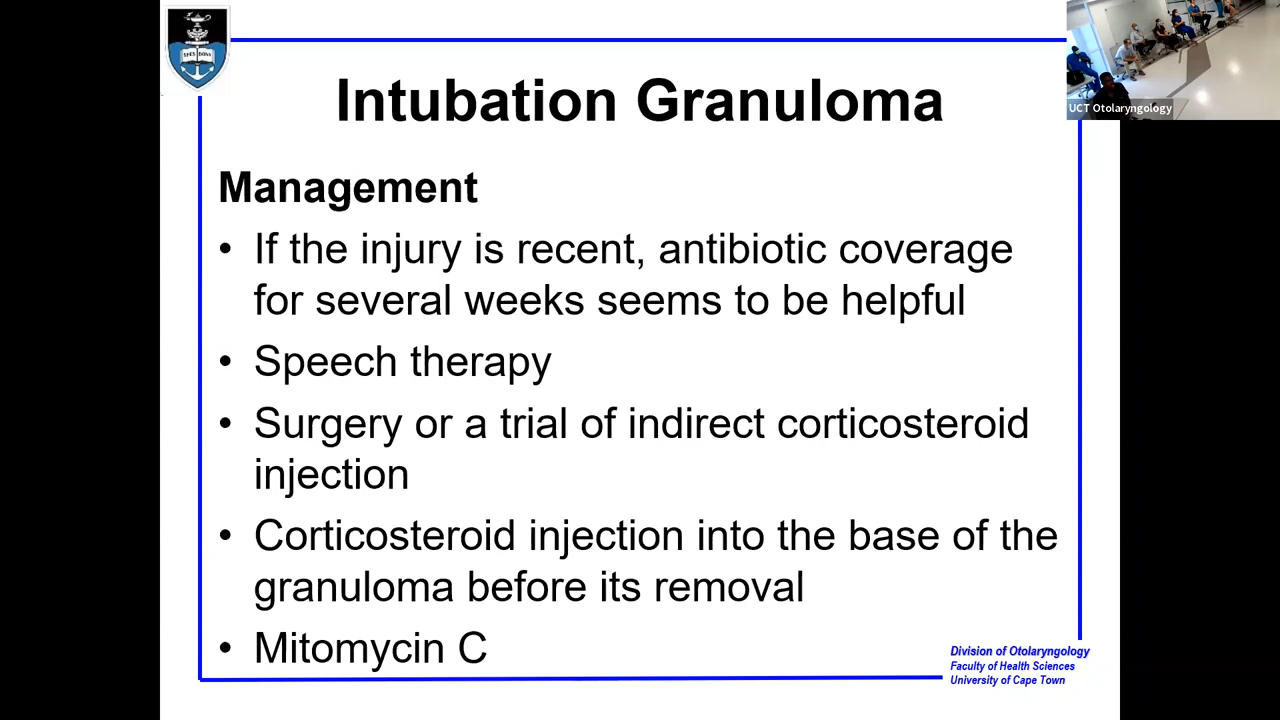 UCT Otolaryngology
Intubation Granuloma
Management
• If the injury is recent, antibiotic coverage
for several weeks seems to be helpful
• Speech therapy
• Surgery or a trial of indirect corticosteroid
injection
• Corticosteroid injection into the base of the
granuloma before its removal
• Mitomycin C
Division of Otolaryngology
Faculty of Health Sciences
University of Cape Town